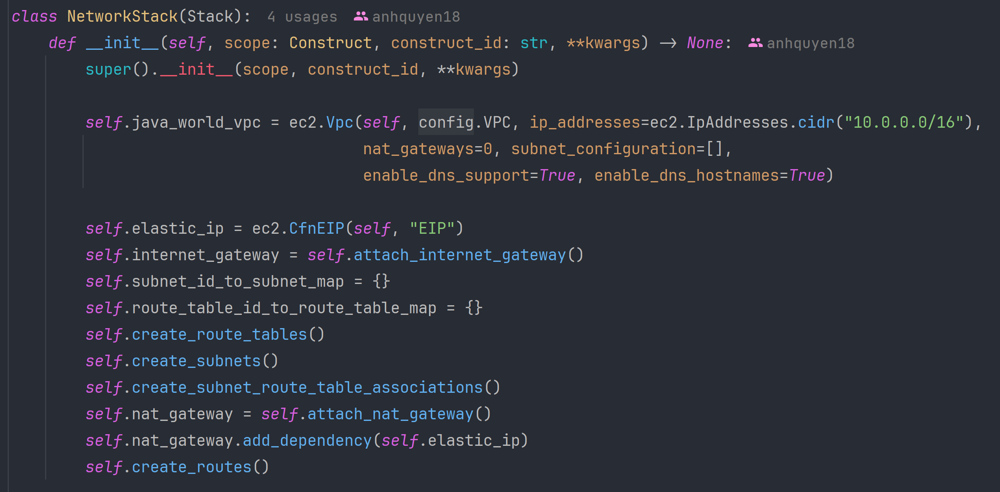 class NetworkStack(Stack): 4 usages anhquyen18
def __init__(self, scope: Construct, construct_id: str, **kwargs) -> None: anhquyen18
super().__init__(scope, construct_id, **kwargs)
self.java_world_vpc = ec2.Vpc(self, config.VPC, ip_addresses=ec2.IpAddresses.cidr("10.0.0.0/16"),
nat_gateways=0, subnet_configuration=[],
enable_dns_support=True, enable_dns_hostnames=True)
self.elastic_ip = ec2.CfnEIP(self, "EIP")
self.internet_gateway = self.attach_internet_gateway()
self.subnet_id_to_subnet_map = {}
self.route_table_id_to_route_table_map = {}
self.create_route_tables()
self.create_subnets()
self.create_subnet_route_table_associations()
self.nat_gateway = self.attach_nat_gateway()
self.nat_gateway.add_dependency(self.elastic_ip)
self.create_routes()